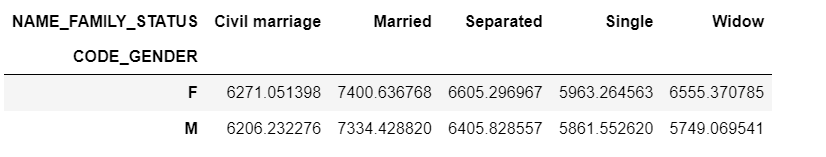 NAME_FAMILY_STATUS Civil marriage Married Separated Single Widow
CODE_GENDER
F 6271.051398 7400.636768 6605.296967 5963.264563 6555.370785
M 6206.232276 7334.428820 6405.828557 5861.552620 5749.069541